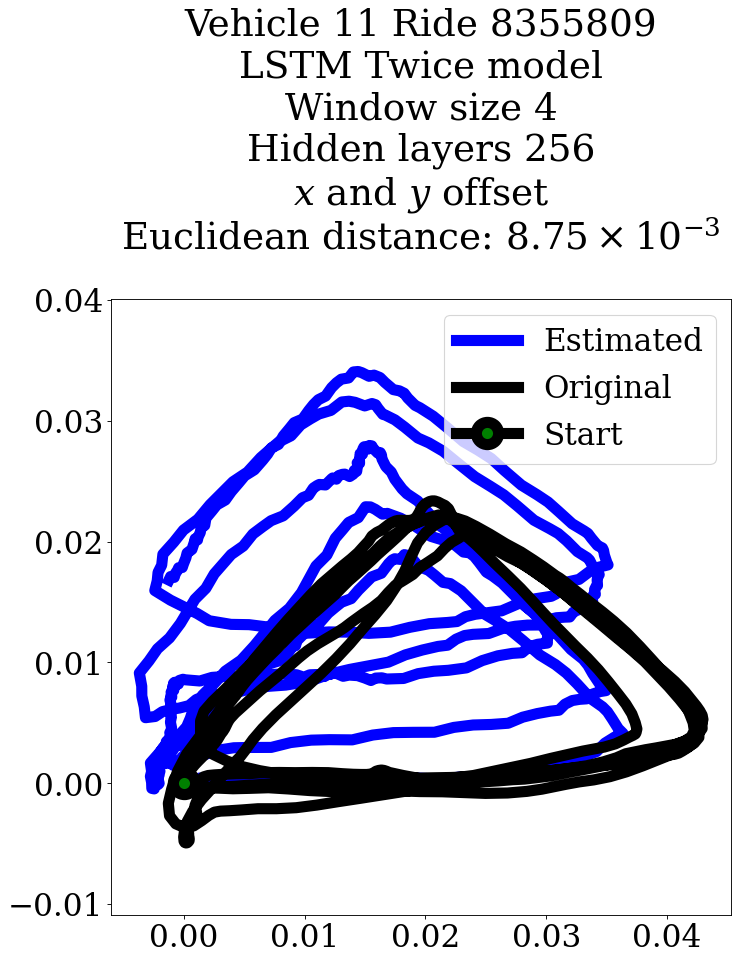 Vehicle 11 Ride 8355809
LSTM Twice model
Window size 4
Hidden layers 256
x and y offset
Euclidean distance: 8.75 × 10⁻³
0.04
0.03
0.02
0.01
0.00
−0.01
Estimated
Original
Start
0.00 0.01 0.02 0.03 0.04